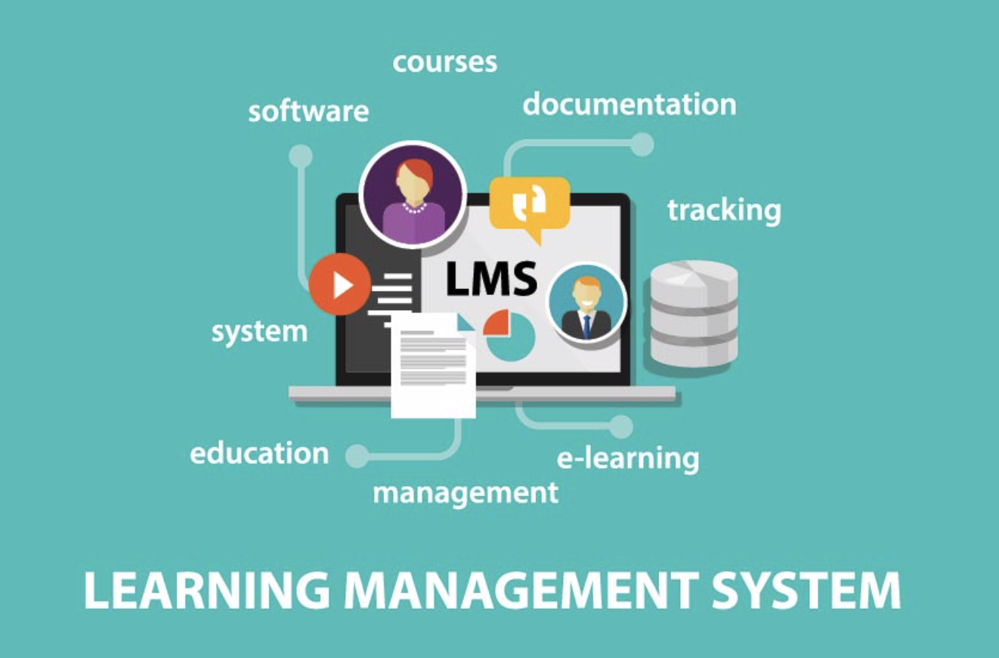 courses
software
documentation
tracking
LMS
system
education
e-learning
management
LEARNING MANAGEMENT SYSTEM